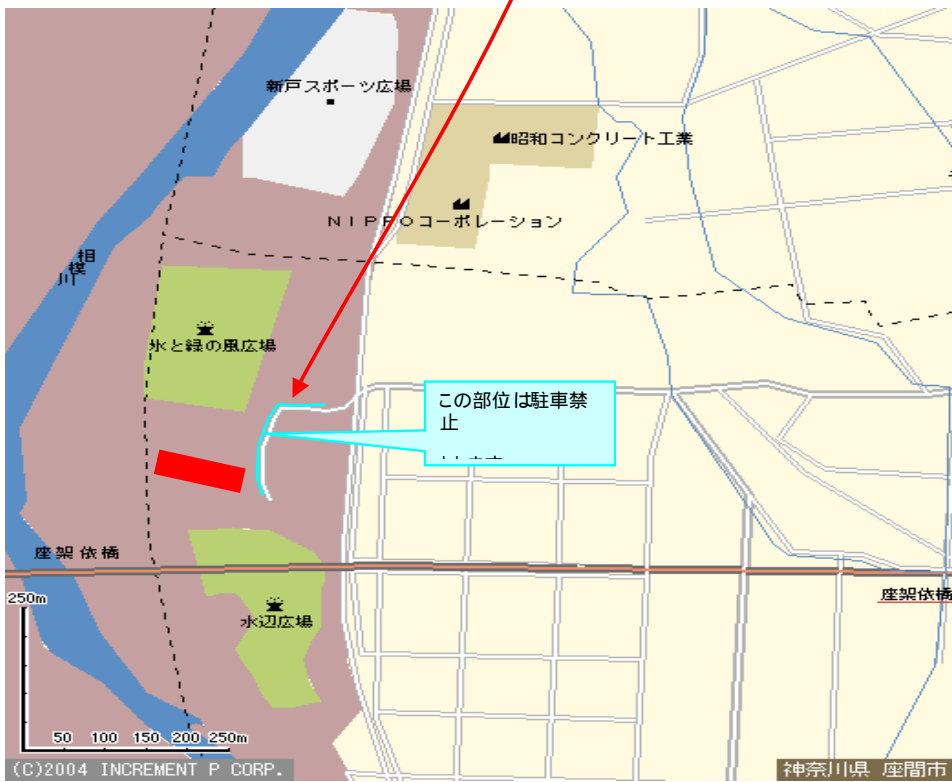 新戸スポーツ広場
昭和コンクリート工業
NIPPOコーポレーション
相模川
水と緑の風広場
この部位は駐車禁
止
座架依橋
250m
座架依橋
水辺広場
50 100 150 200 250m
(C)2004 INCREMENT P CORP.
神奈川県 座間市